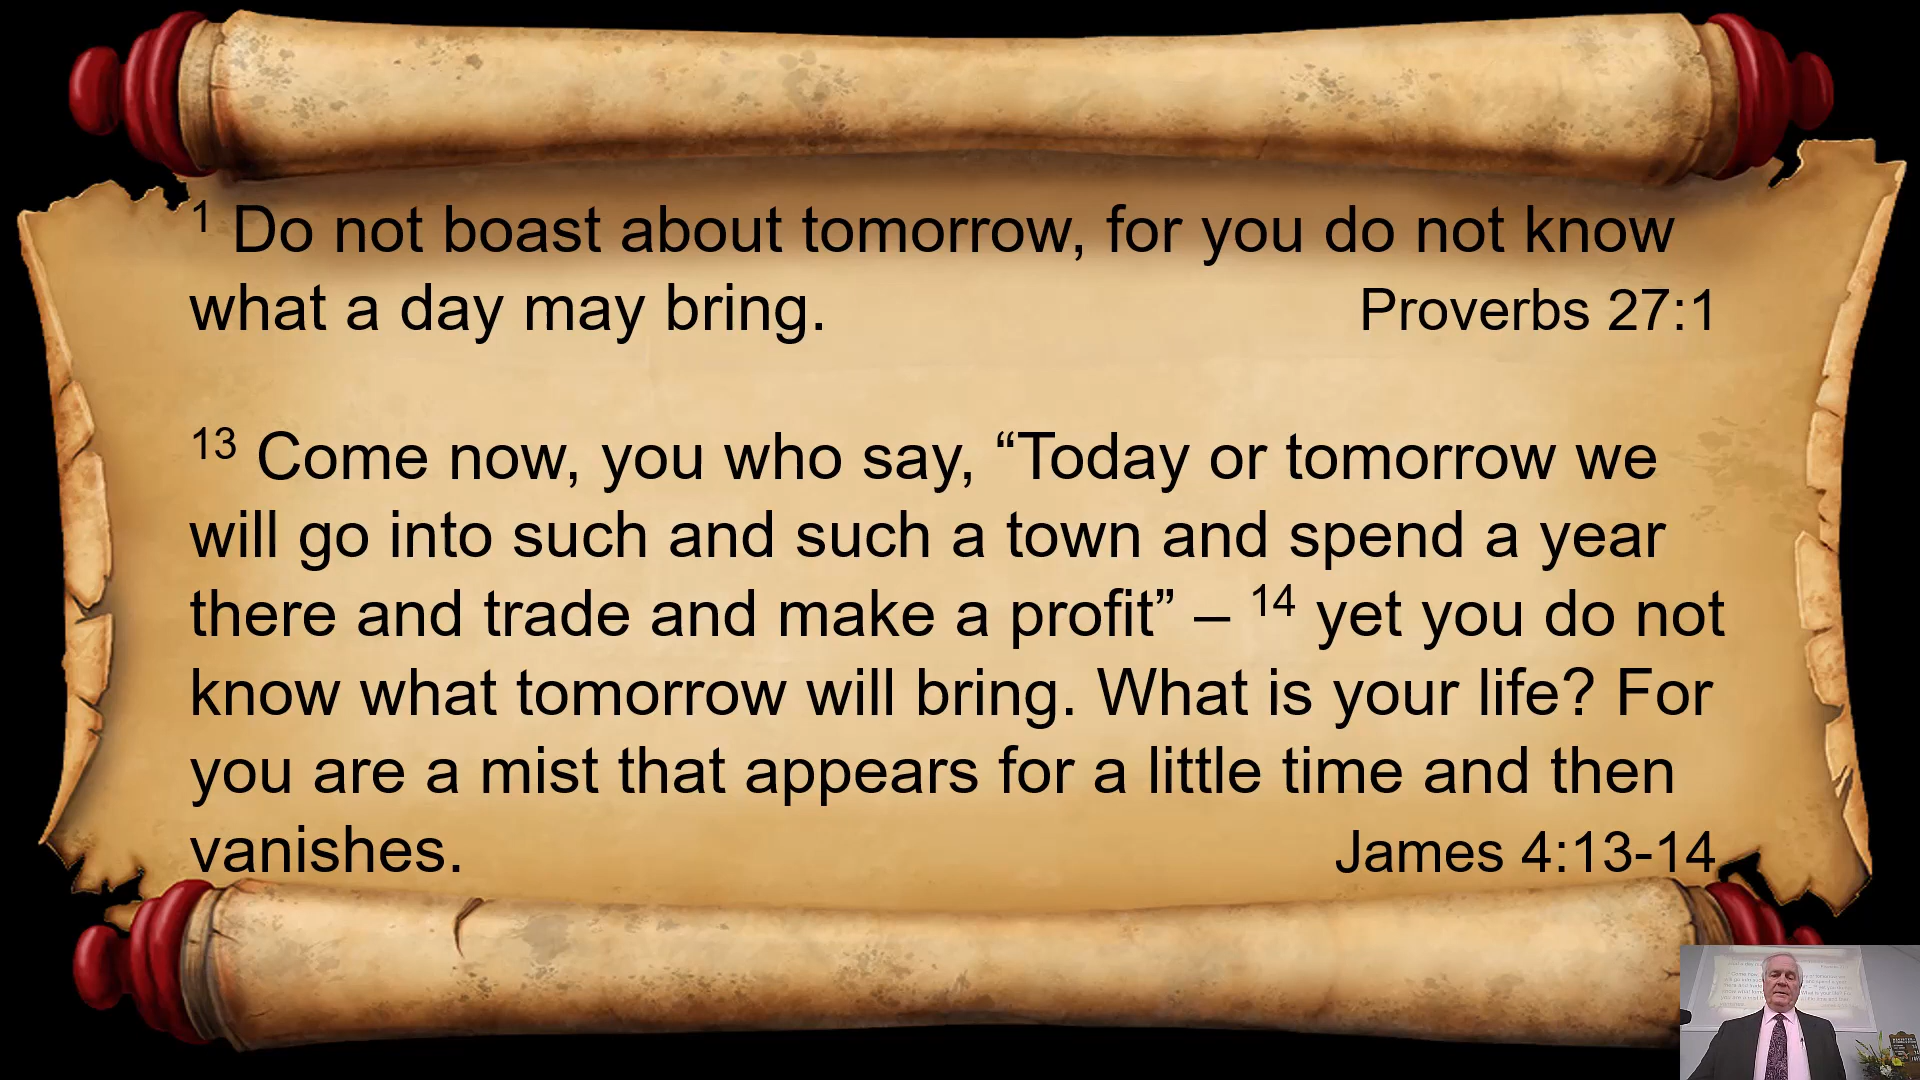 1 Do not boast about tomorrow, for you do not know
what a day may bring. Proverbs 27:1
13 Come now, you who say, “Today or tomorrow we
will go into such and such a town and spend a year
there and trade and make a profit” – 14 yet you do not
know what tomorrow will bring. What is your life? For
you are a mist that appears for a little time and then
vanishes. James 4:13-14